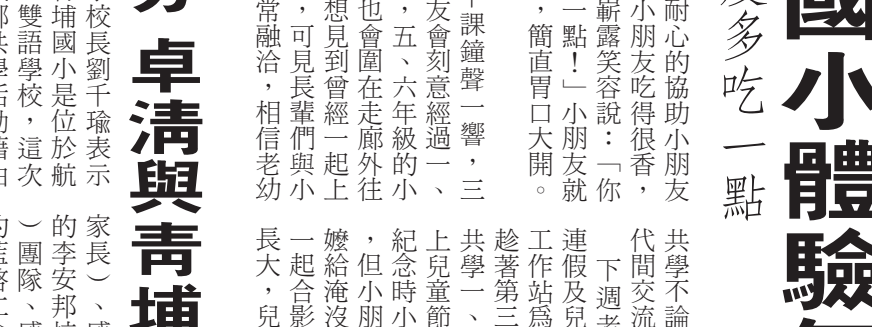 國小體驗
多吃一點
耐心的協助小朋友
小朋友吃得很香，
嶄露笑容說：「你
一點！」小朋友就
，簡直胃口大開。
課鐘聲一響，三
友會刻意經過一、
，五、六年級的小
也會圍在走廊外往
想見到曾經一起上
，可見長輩們與小
常融洽，相信老幼
共學不論
代間交流
下週老
連假及兒
工作站爲
趁著第三
共學一、
上兒童節
紀念時小
，但小朋
嬤給淹沒
一起合影
長大，兒
卓清與青埔
校長劉千瑜表示
埔國小是位於航
雙語學校，這次
共學活動藉由
家長）、感
的李安邦
）團隊、感